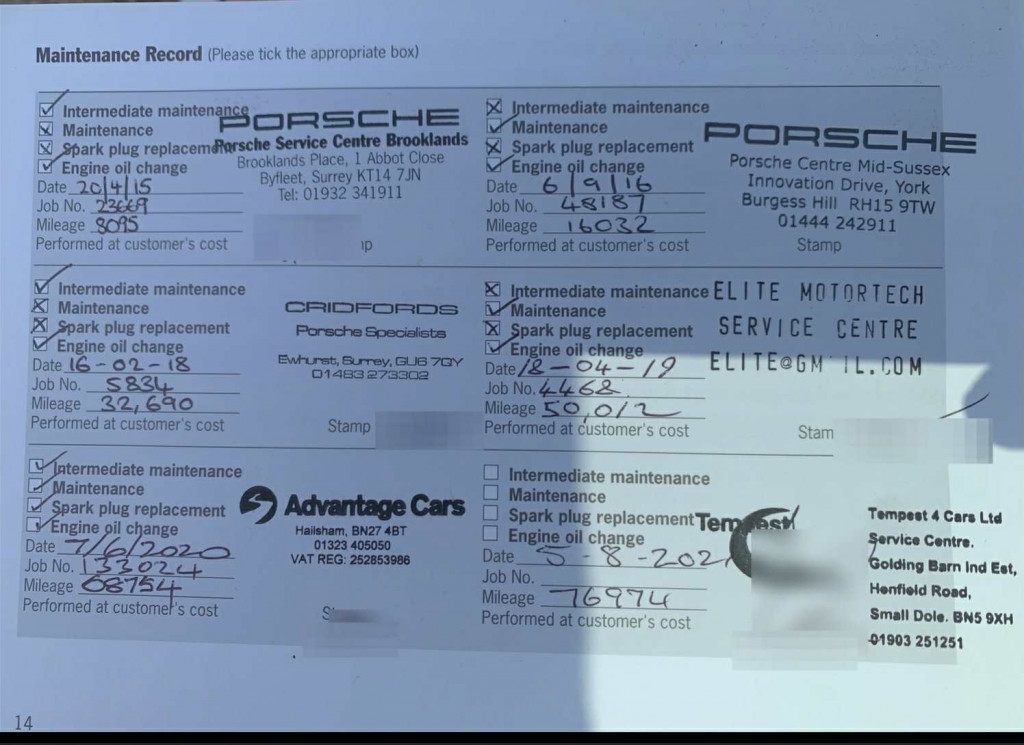 Maintenance Record (Please tick the appropriate box)
Intermediate maintenance
Maintenance
Spark plug replacement
Engine oil change
Date 20/4/15
Job No. 23669
Mileage 8095
Performed at customer's cost
PORSCHE
Porsche Service Centre Brooklands
Brooklands Place, 1 Abbot Close
Byfleet, Surrey KT14 7JN
Tel: 01932 341911
Intermediate maintenance
Maintenance
Spark plug replacement
Engine oil change
Date 6/9/16
Job No. 48187
Mileage 16032
Performed at customer's cost
PORSCHE
Porsche Centre Mid-Sussex
Innovation Drive, York
Burgess Hill RH15 9TW
01444 242911
Stamp
Intermediate maintenance
Maintenance
Spark plug replacement
Engine oil change
Date 16-02-18
Job No. 5834
Mileage 32,690
Performed at customer's cost
CRIDFORDS
Porsche Specialists
Ewhurst, Surrey, GU6 7QY
01483 273302
Stamp
Intermediate maintenance
Maintenance
Spark plug replacement
Engine oil change
Date 18-04-19
Job No. 4468
Mileage 50,012
Performed at customer's cost
ELITE MOTORTECH
SERVICE CENTRE
ELITE@GM IL.COM
Stam
Intermediate maintenance
Maintenance
Spark plug replacement
Engine oil change
Date 7/6/2020
Job No. 133024
Mileage 68754
Performed at customer's cost
Advantage Cars
Hailsham, BN27 4BT
01323 405050
VAT REG: 252853986
Intermediate maintenance
Maintenance
Spark plug replacement
Engine oil change
Date 5-8-202
Job No.
Mileage 76974
Performed at customer's cost
Tempest
Tempest 4 Cars Ltd
Service Centre.
Golding Barn Ind Est,
Henfield Road,
Small Dole. BN5 9XH
01903 251251
14